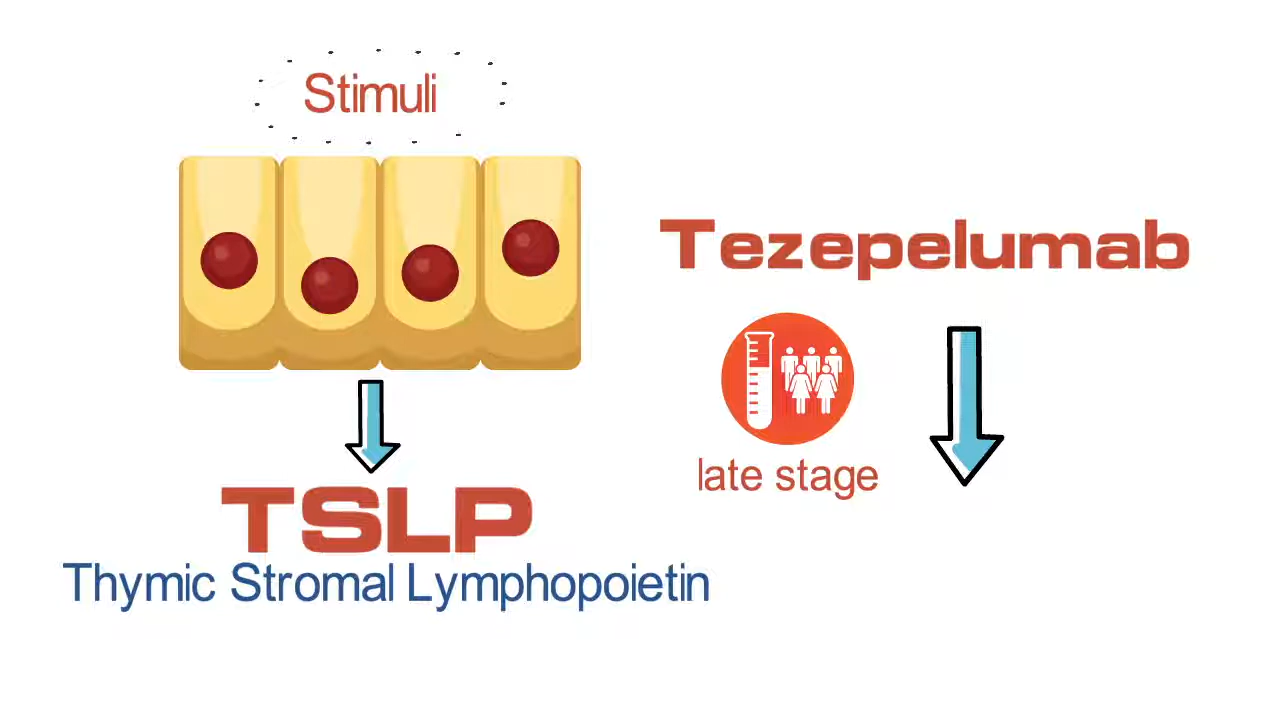 Stimuli
Tezepelumab
late stage
TSLP
Thymic Stromal Lymphopoietin